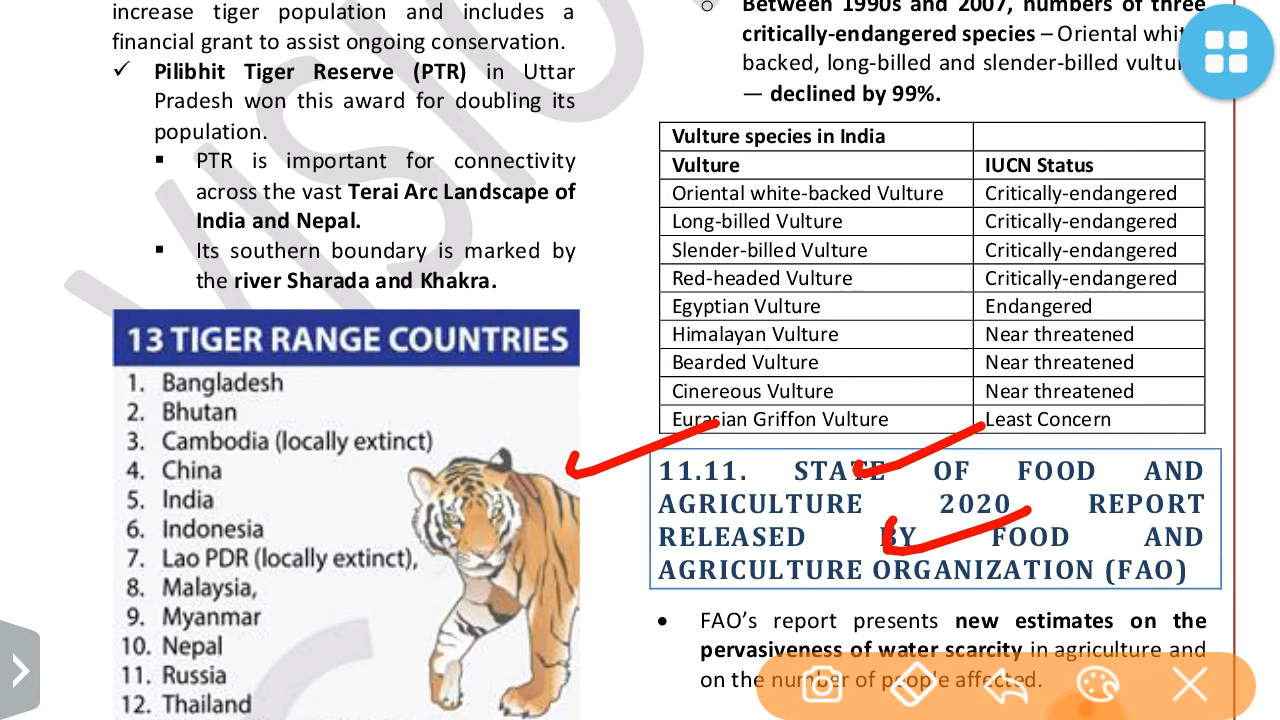 increase tiger population and includes a
financial grant to assist ongoing conservation.
✓ Pilibhit Tiger Reserve (PTR) in Uttar
Pradesh won this award for doubling its
population.
▪ PTR is important for connectivity
across the vast Terai Arc Landscape of
India and Nepal.
▪ Its southern boundary is marked by
the river Sharada and Khakra.
13 TIGER RANGE COUNTRIES
1. Bangladesh
2. Bhutan
3. Cambodia (locally extinct)
4. China
5. India
6. Indonesia
7. Lao PDR (locally extinct),
8. Malaysia,
9. Myanmar
10. Nepal
11. Russia
12. Thailand
o Between 1990s and 2007, numbers of three
critically-endangered species – Oriental
backed, long-billed and slender-billed
— declined by 99%.
Vulture species in India
Vulture IUCN Status
Oriental white-backed Vulture Critically-endangered
Long-billed Vulture Critically-endangered
Slender-billed Vulture Critically-endangered
Red-headed Vulture Critically-endangered
Egyptian Vulture Endangered
Himalayan Vulture Near threatened
Bearded Vulture Near threatened
Cinereous Vulture Near threatened
Eurasian Griffon Vulture Least Concern
11.11. STATE OF FOOD AND
AGRICULTURE 2020 REPORT
RELEASED BY FOOD AND
AGRICULTURE ORGANIZATION (FAO)
• FAO’s report presents new estimates on the
pervasiveness of water scarcity in agriculture and
on the number of people affected.